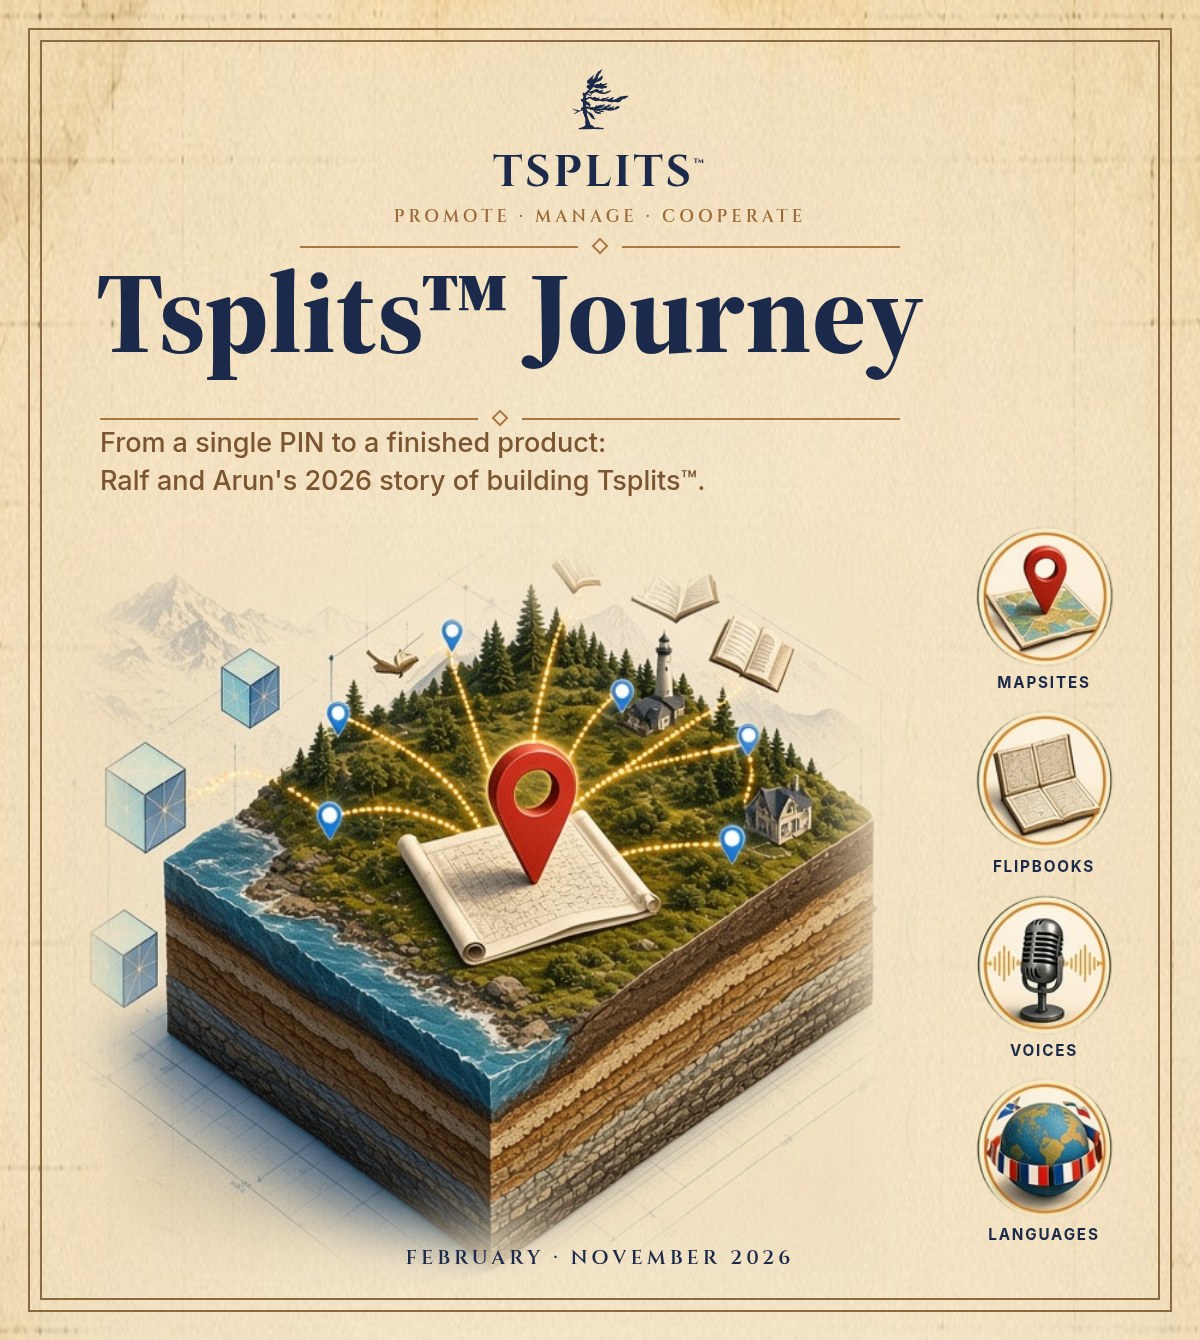 TSPLITS™
PROMOTE · MANAGE · COOPERATE
Tsplits™ Journey
From a single PIN to a finished product:
Ralf and Arun's 2026 story of building Tsplits™.
MAPSITES
FLIPBOOKS
VOICES
LANGUAGES
FEBRUARY · NOVEMBER 2026